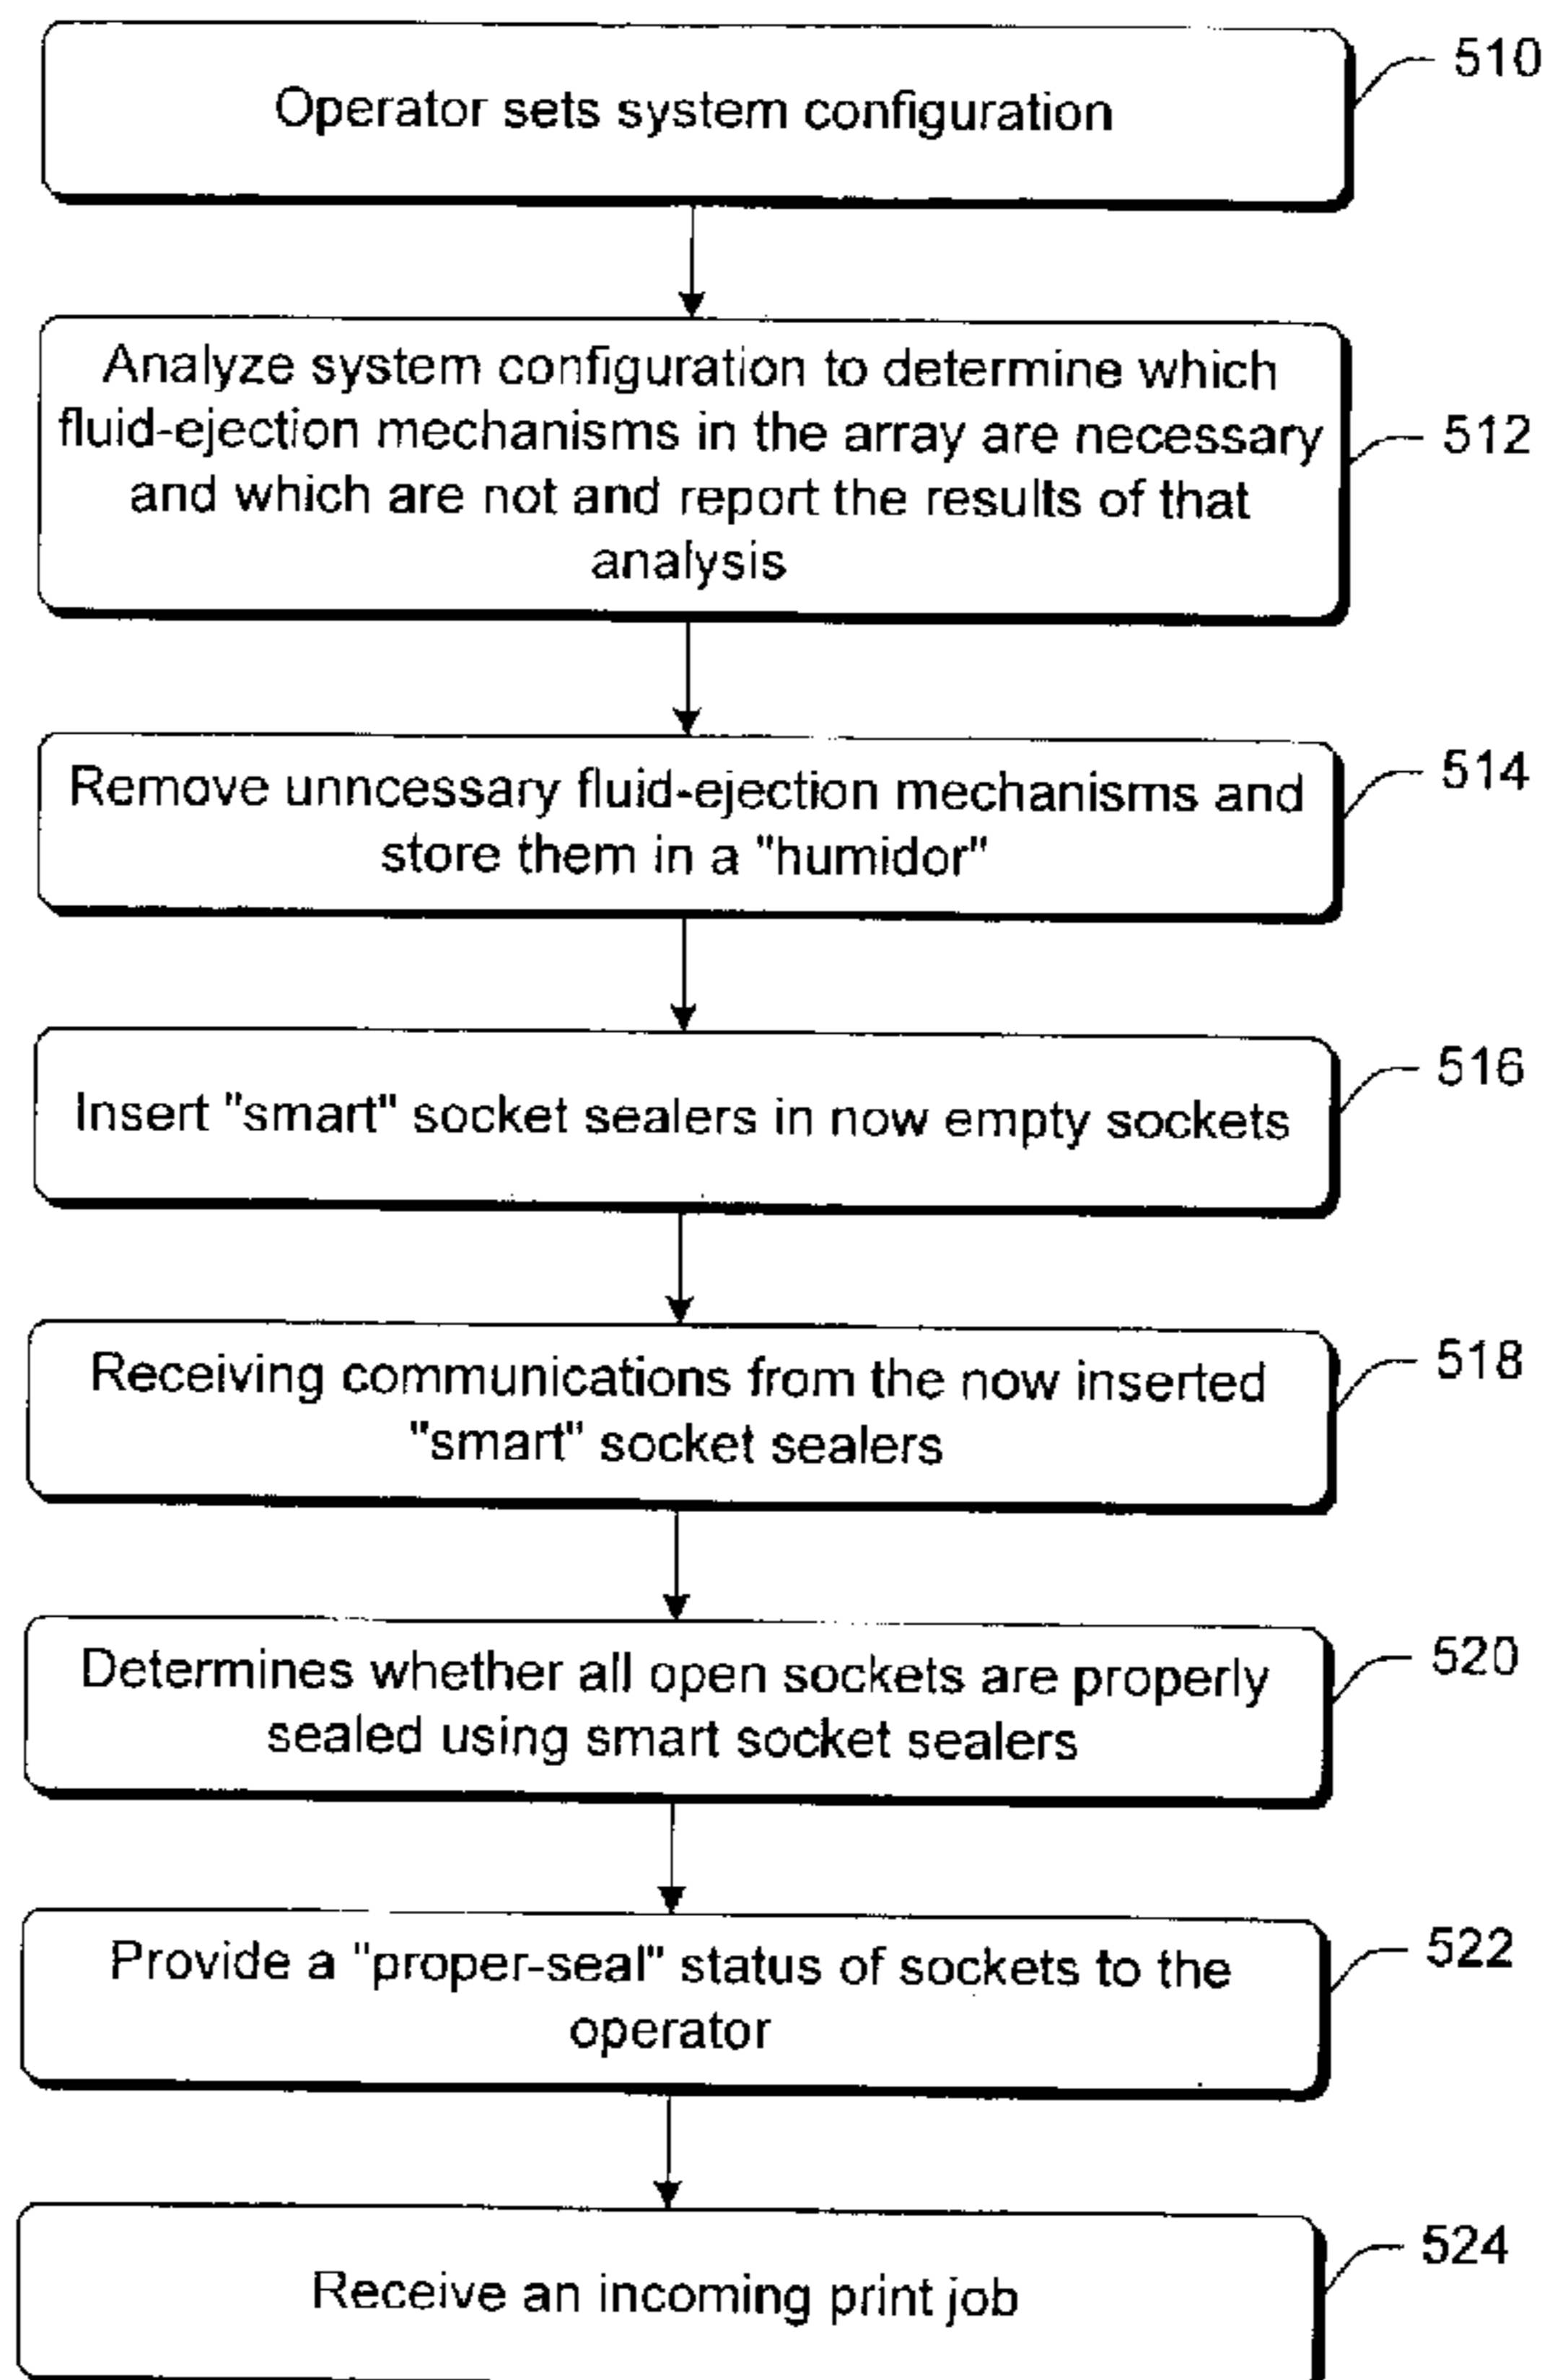 Operator sets system configuration
510
Analyze system configuration to determine which
fluid-ejection mechanisms in the array are necessary
and which are not and report the results of that
analysis
512
Remove unncessary fluid-ejection mechanisms and
store them in a "humidor"
514
Insert "smart" socket sealers in now empty sockets
516
Receiving communications from the now inserted
"smart" socket sealers
518
Determines whether all open sockets are properly
sealed using smart socket sealers
520
Provide a "proper-seal" status of sockets to the
operator
522
Receive an incoming print job
524